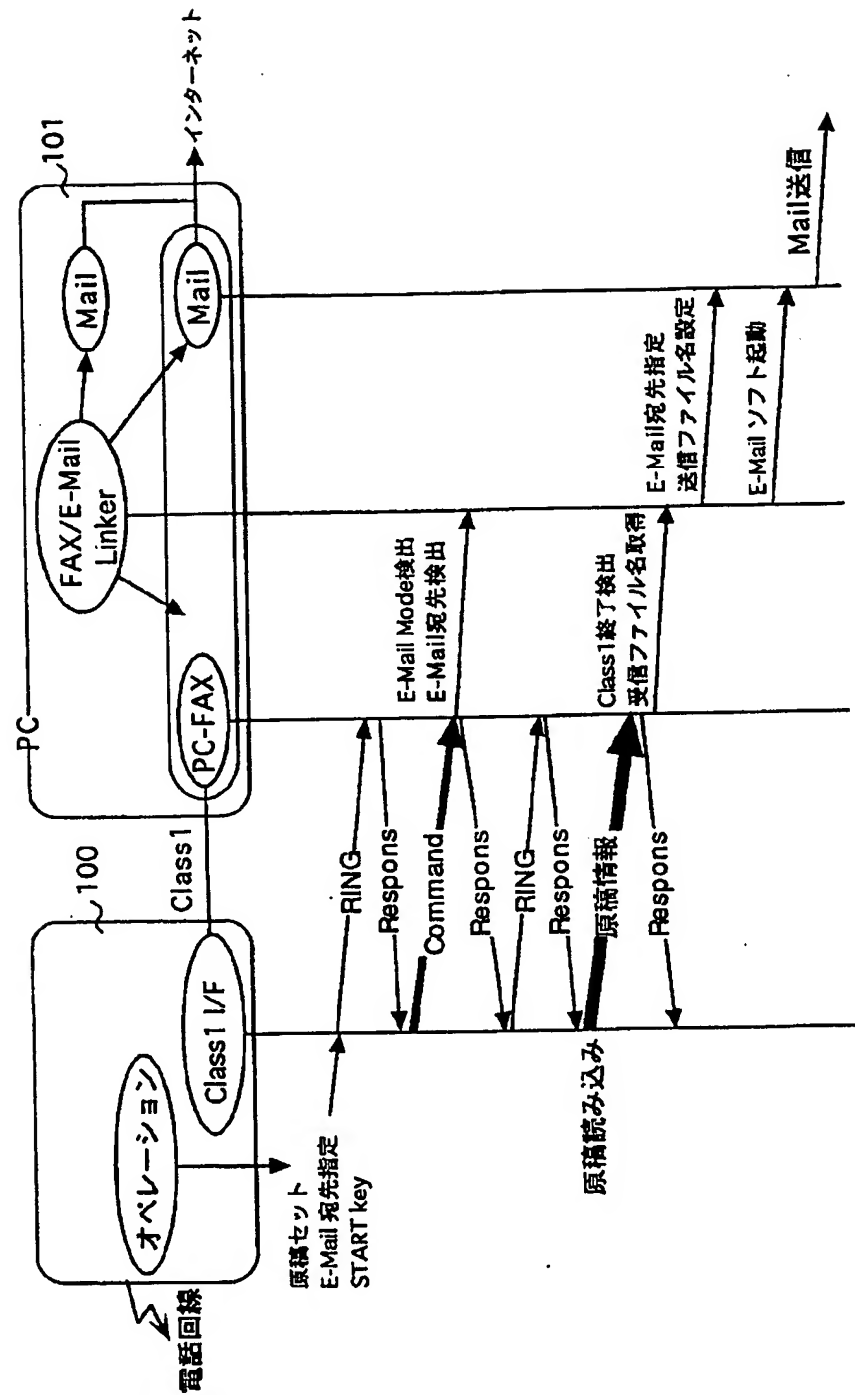 電話回線
100
オペレーション
Class1 I/F
Class1
PC
101
FAX/E-Mail
Linker
PC-FAX
Mail
Mail
インターネット
原稿セット
E-Mail 宛先指定
START key
RING
Respons
Command
E-Mail Mode検出
E-Mail宛先検出
Respons
RING
Respons
原稿読み込み
原稿情報
Class1終了検出
受信ファイル名取得
Respons
E-Mail宛先指定
送信ファイル名設定
E-Mail ソフト起動
Mail送信